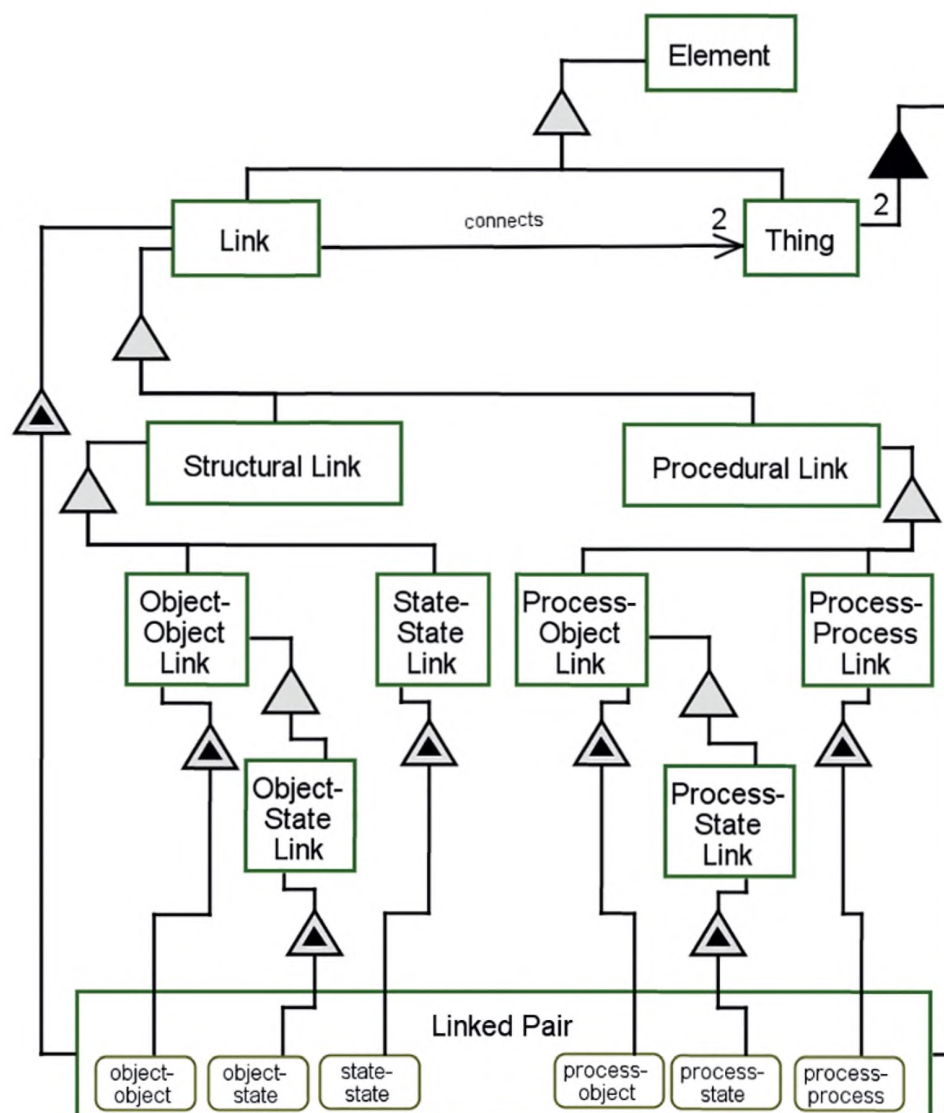 Element
connects
2
2
Link
Thing
Structural Link
Procedural Link
Object-
Object
Link
State-
State
Link
Process-
Object
Link
Process-
Process
Link
Object-
State
Link
Process-
State
Link
Linked Pair
object-
object
object-
state
state-
state
process-
object
process-
state
process-
process